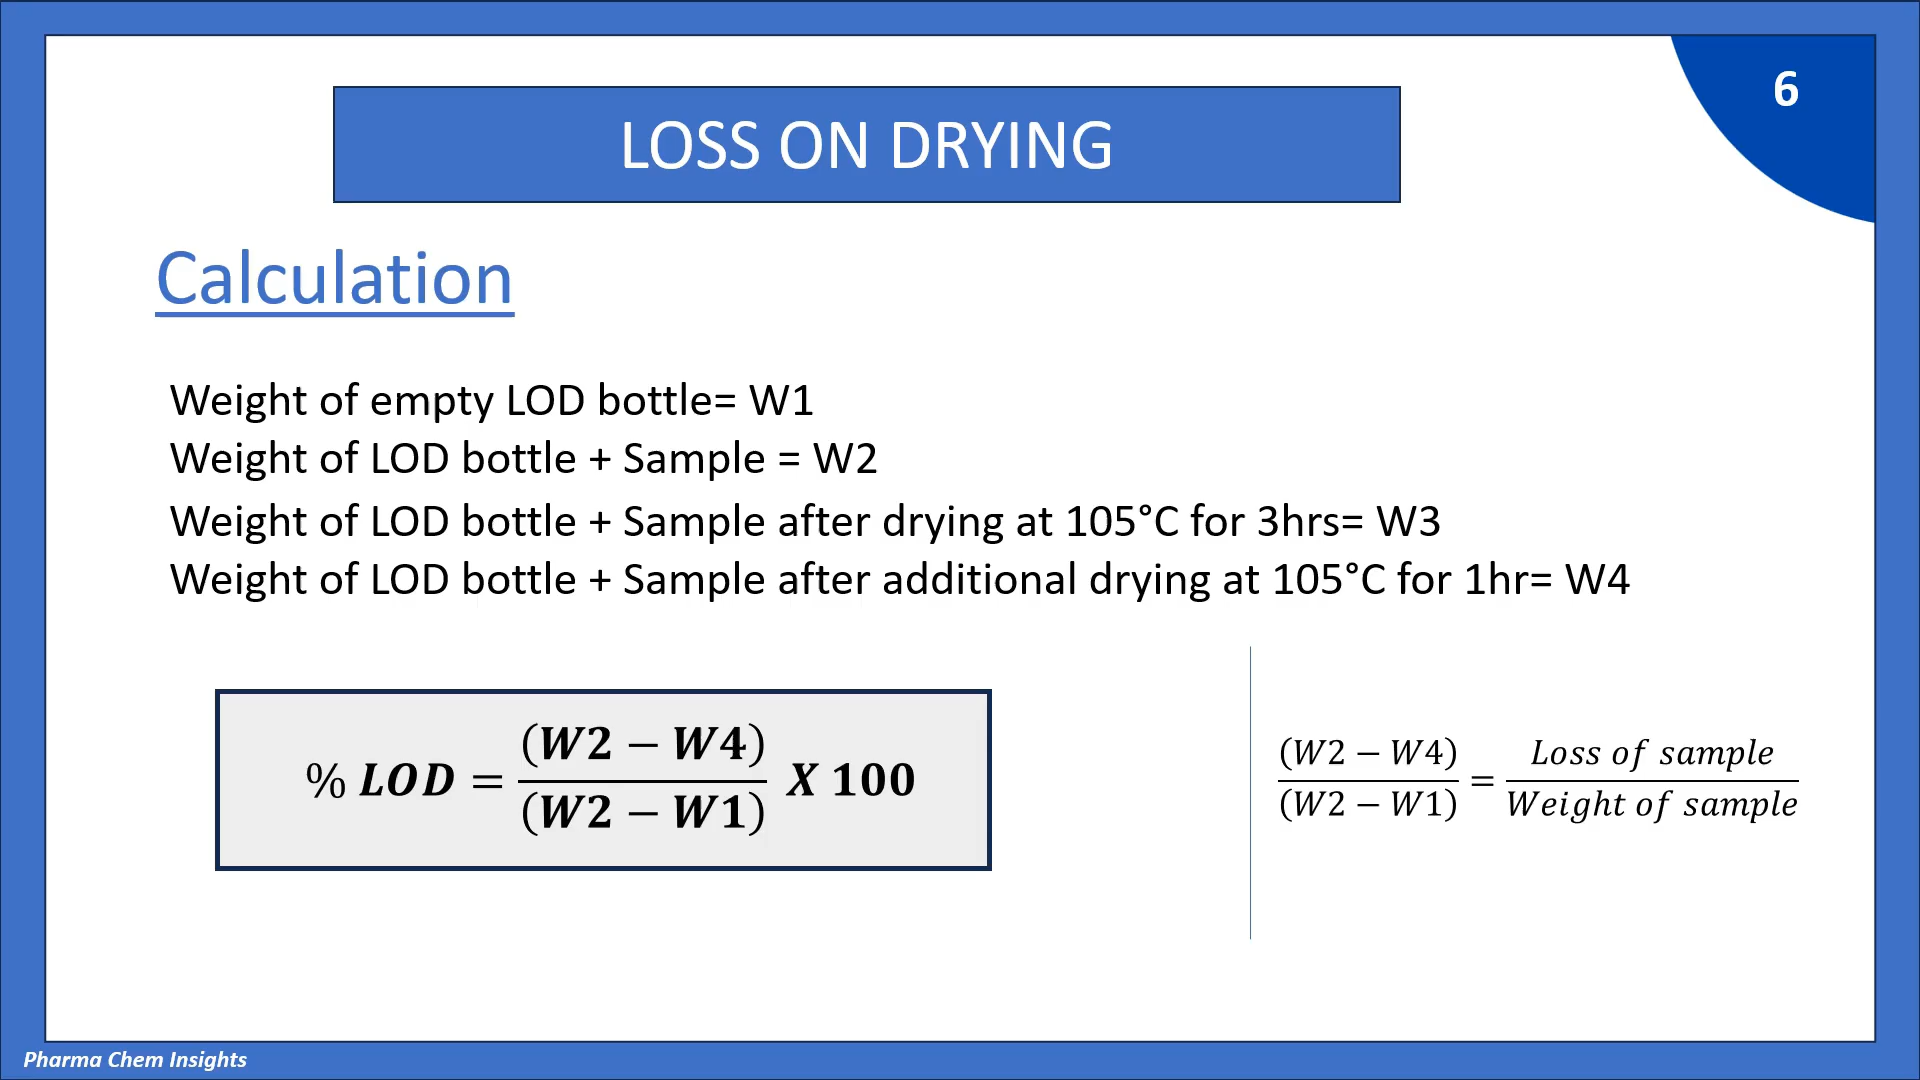 6
LOSS ON DRYING
Calculation
Weight of empty LOD bottle= W1
Weight of LOD bottle + Sample = W2
Weight of LOD bottle + Sample after drying at 105°C for 3hrs= W3
Weight of LOD bottle + Sample after additional drying at 105°C for 1hr= W4
% LOD = (W2 − W4) / (W2 − W1) X 100
(W2 − W4) / (W2 − W1) = Loss of sample / Weight of sample
Pharma Chem Insights